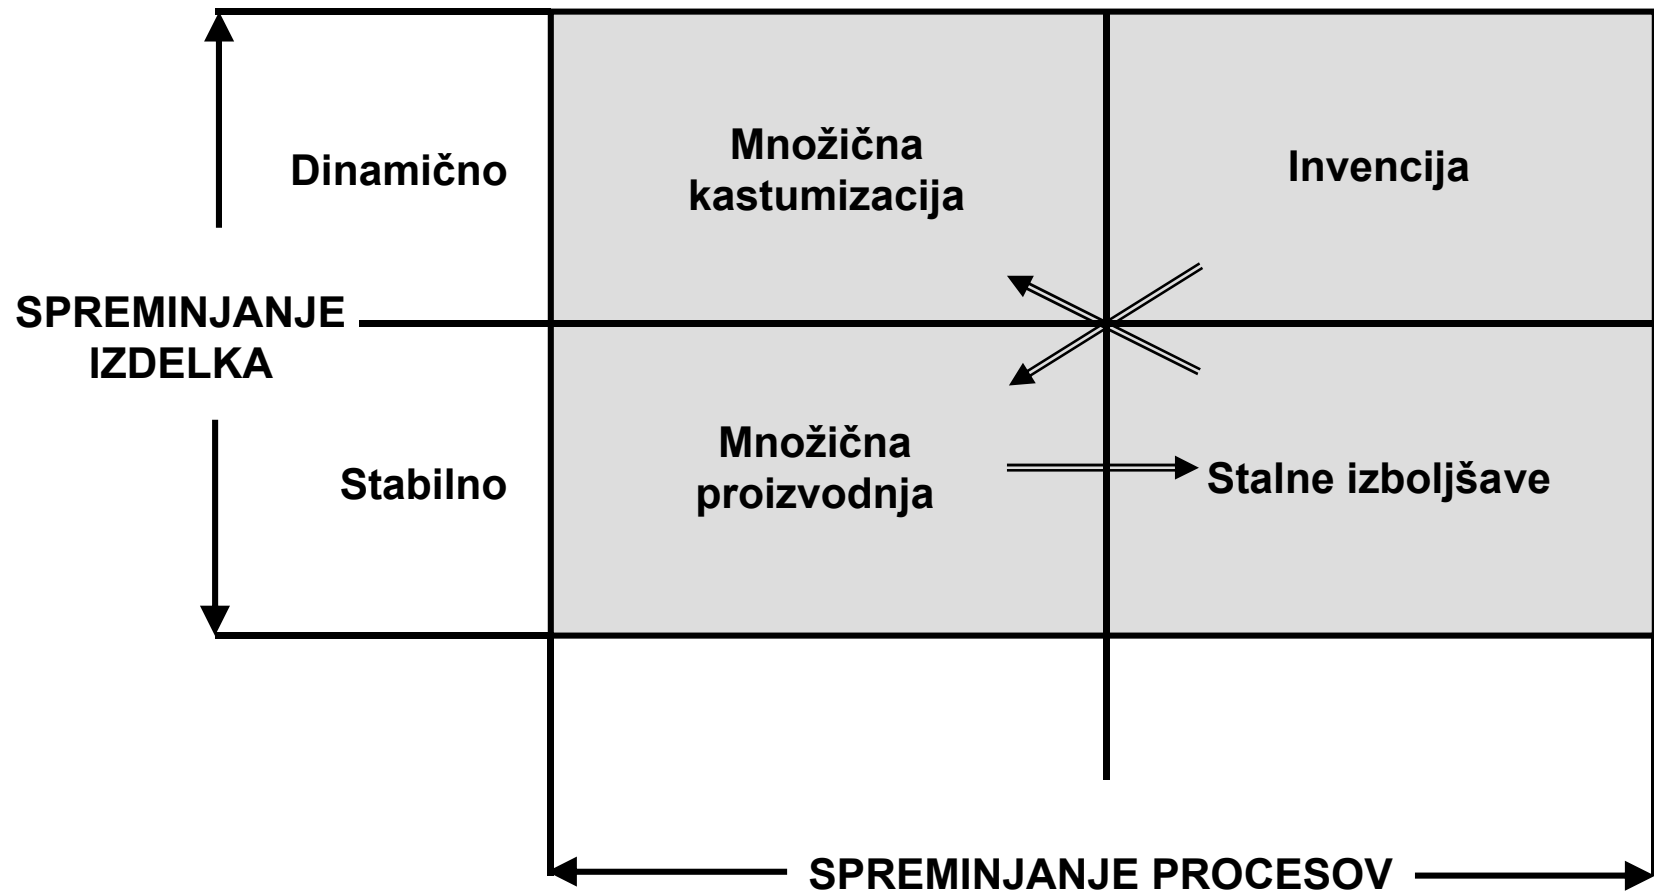 Dinamično
Množična
kastumizacija
Invencija
SPREMINJANJE
IZDELKA
Stabilno
Množična
proizvodnja
Stalne izboljšave
SPREMINJANJE PROCESOV